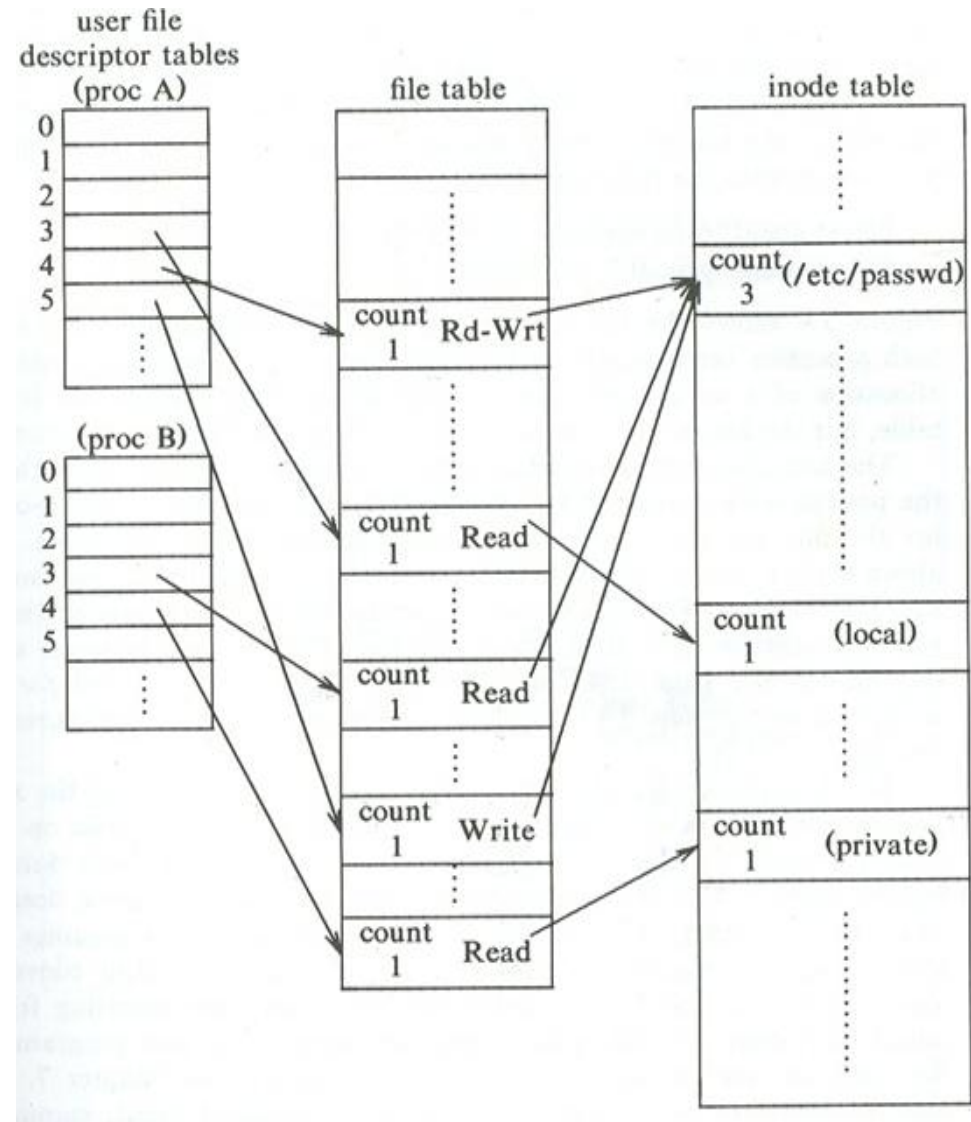 user file
descriptor tables
(proc A)
0
1
2
3
4
5
(proc B)
0
1
2
3
4
5
file table
count
1 Rd-Wrt
count
1 Read
count
1 Read
count
1 Write
count
1 Read
inode table
count
3 (/etc/passwd)
count
1 (local)
count
1 (private)